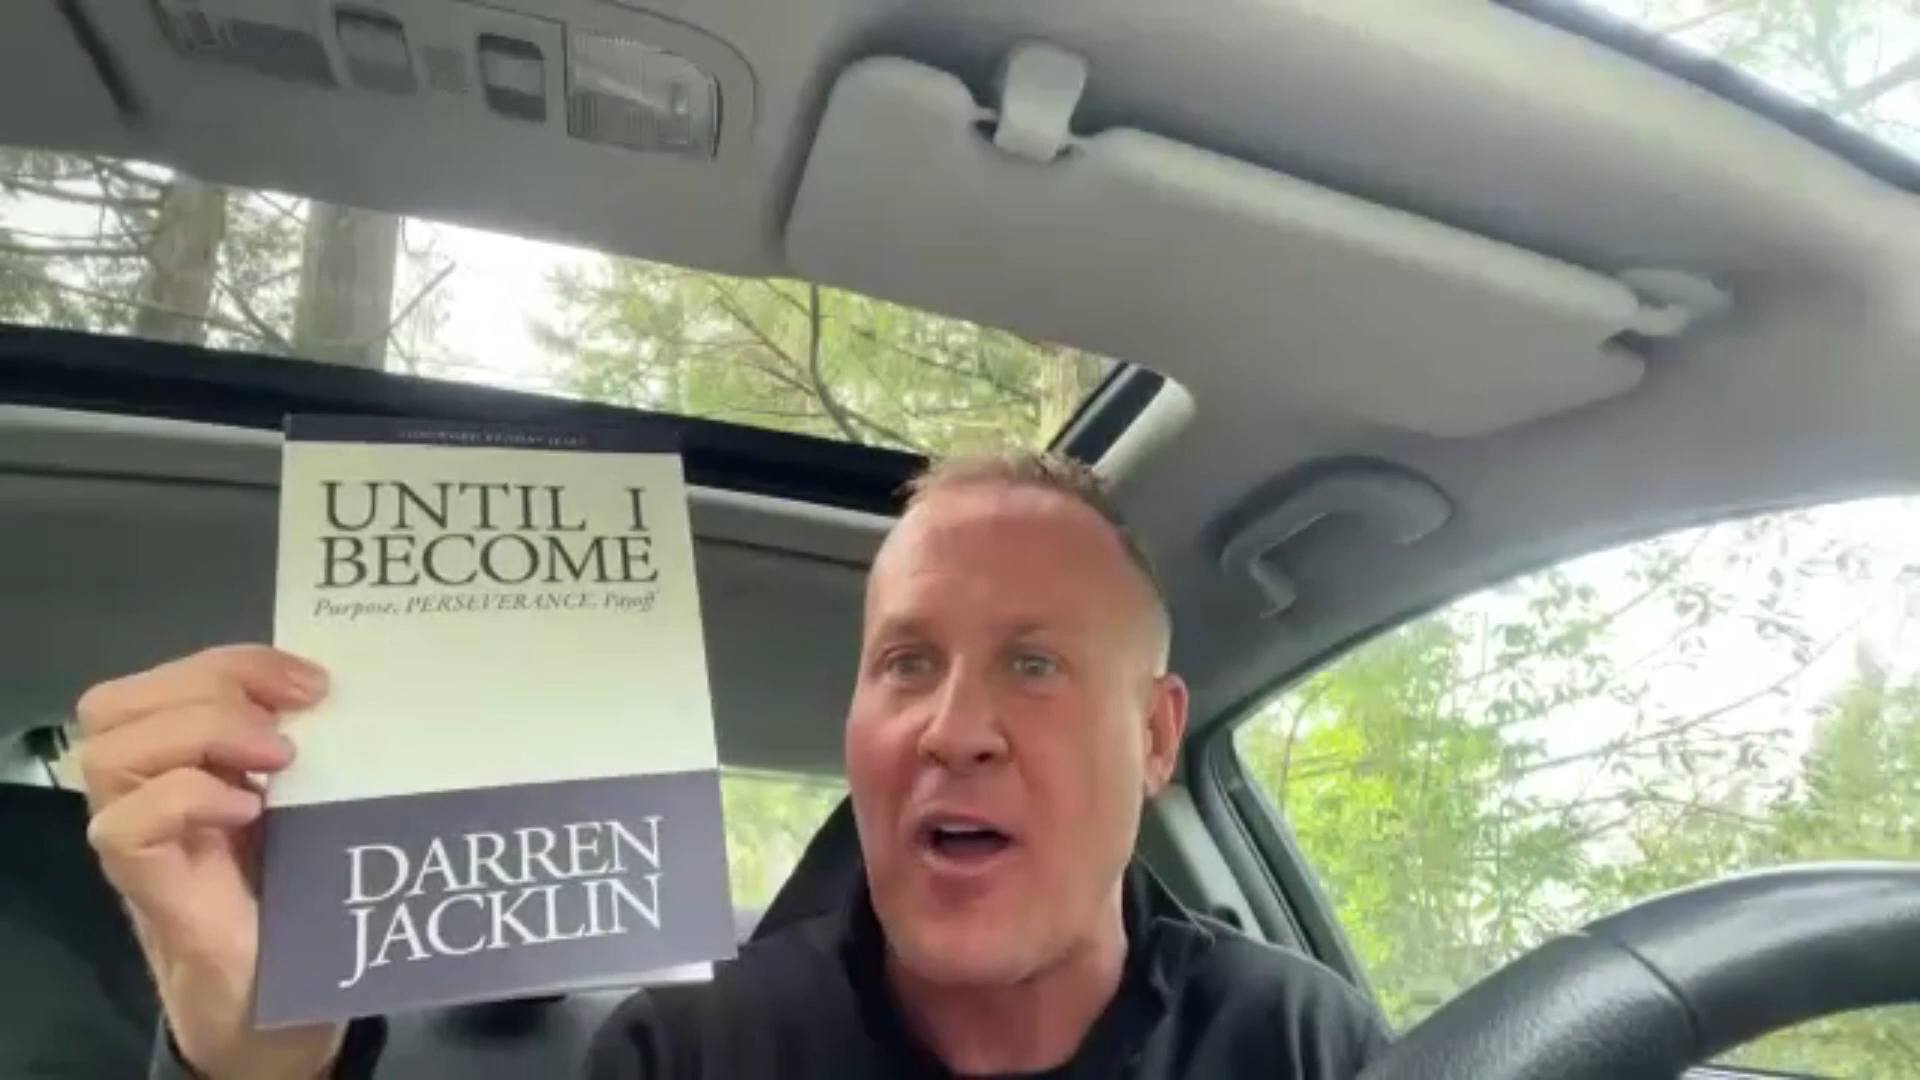 UNTIL I
BECOME
Purpose, PERSEVERANCE, Payoff
DARREN
JACKLIN